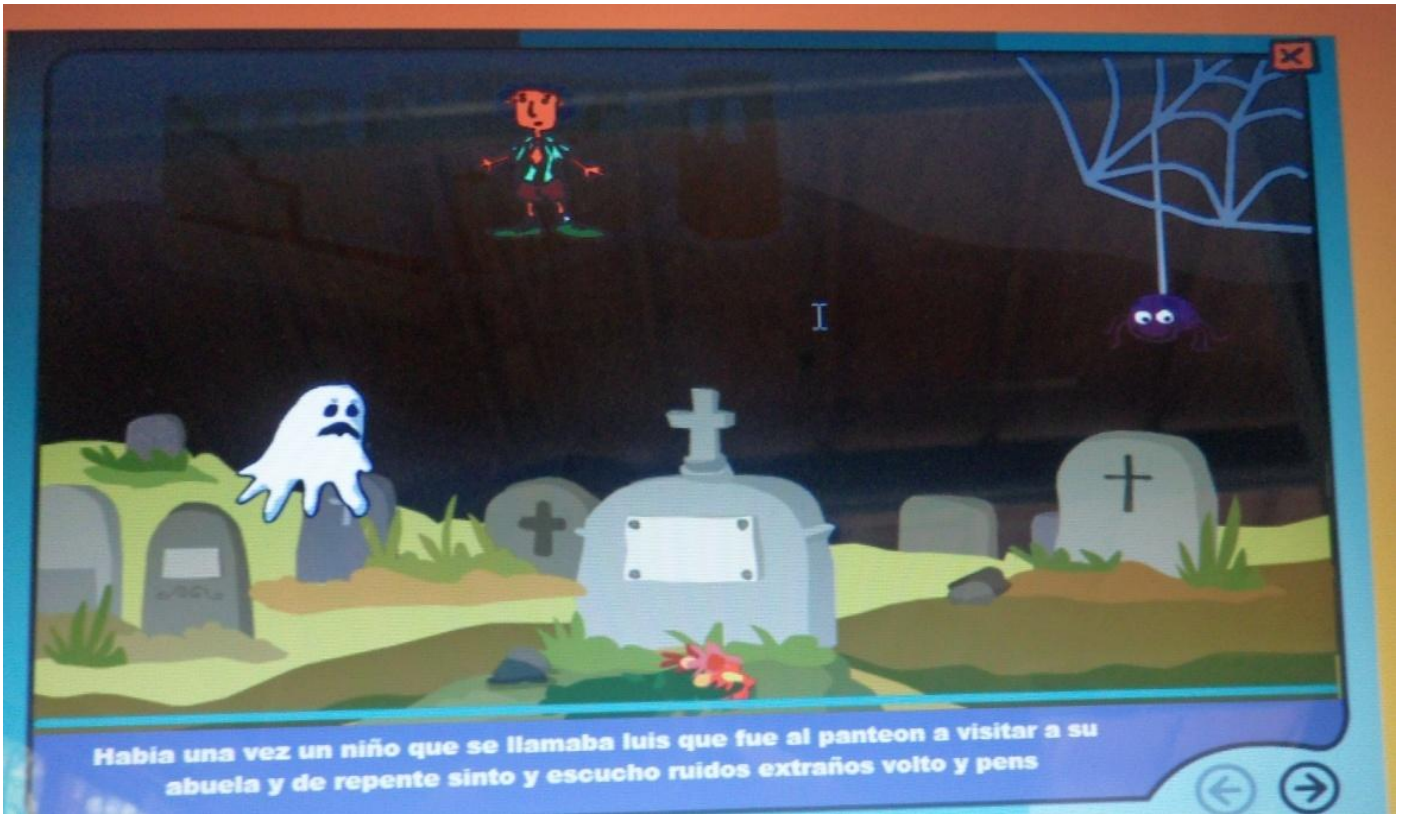 Habia una vez un niño que se llamaba luis que fue al panteon a visitar a su
abuela y de repente sinto y escucho ruidos extraños volto y pens